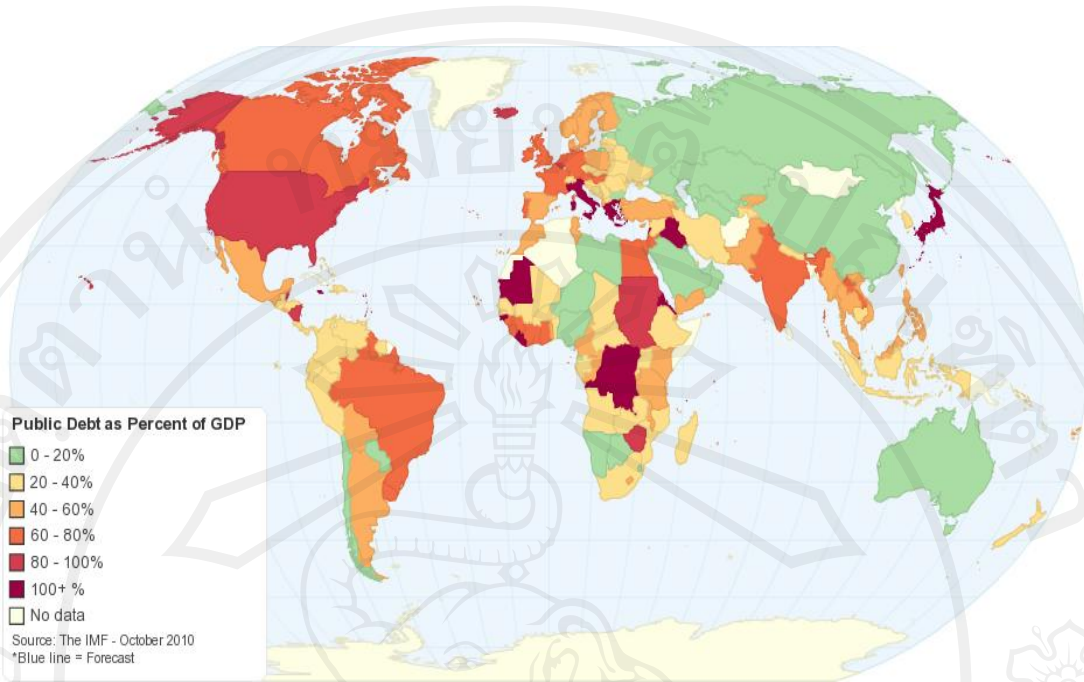 Public Debt as Percent of GDP
0 - 20%
20 - 40%
40 - 60%
60 - 80%
80 - 100%
100+ %
No data
Source: The IMF - October 2010
*Blue line = Forecast